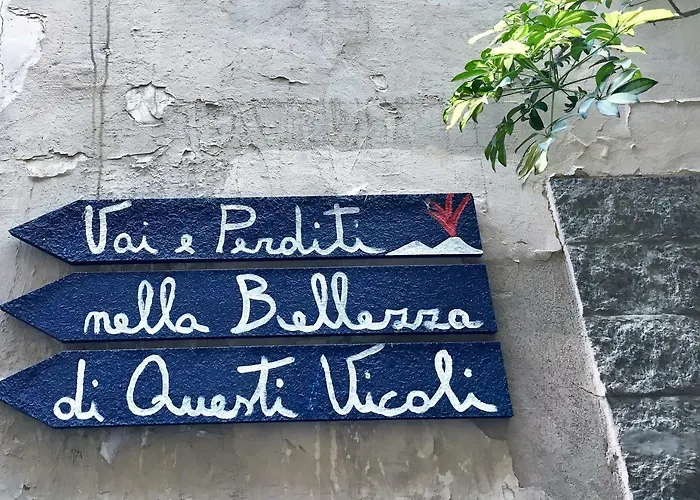 Vai e Perditi
nella Bellezza
di Questi Vicoli